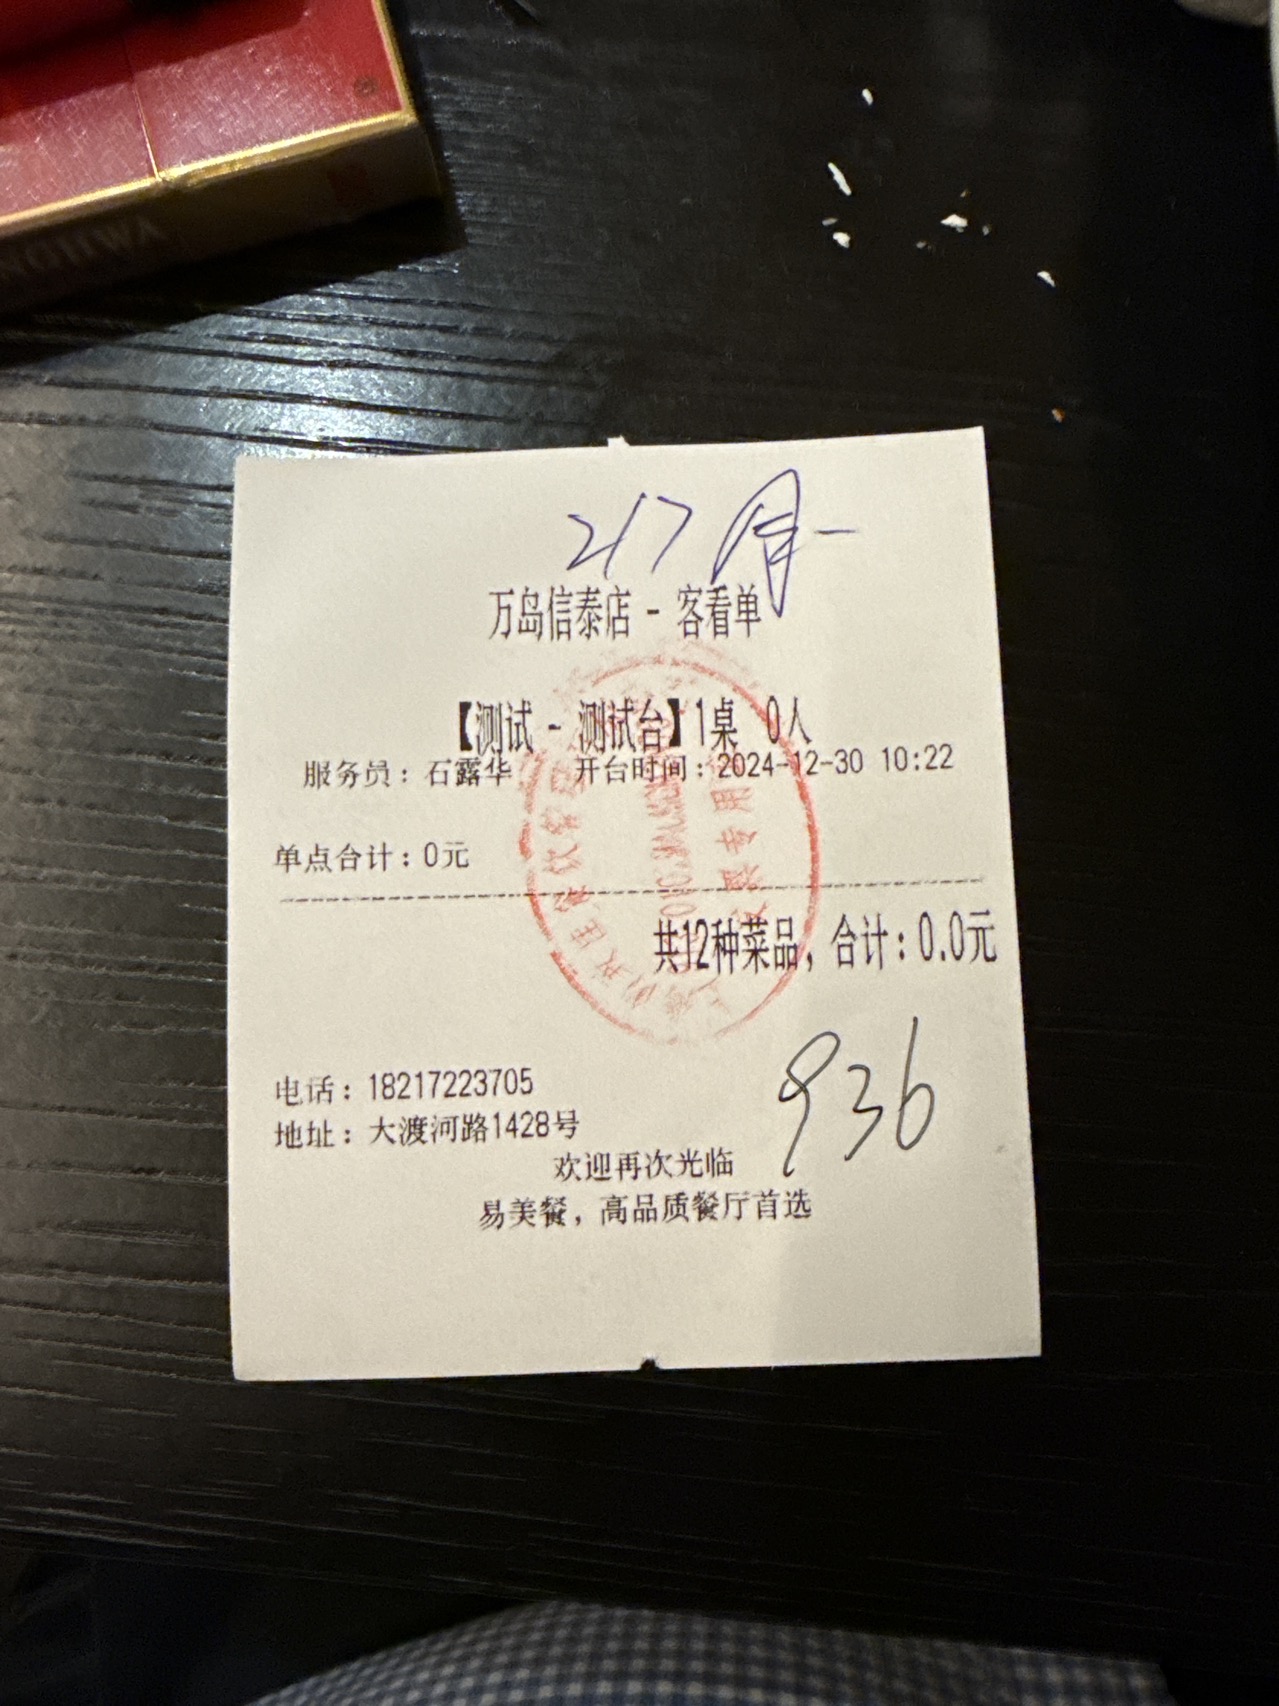 217
万岛信泰店 - 客看单
【测试 - 测试台】1桌 0人
服务员：石露华 开台时间：2024-12-30 10:22
单点合计：0元
共12种菜品，合计：0.0元
936
电话：18217223705
地址：大渡河路1428号
欢迎再次光临
易美餐，高品质餐厅首选